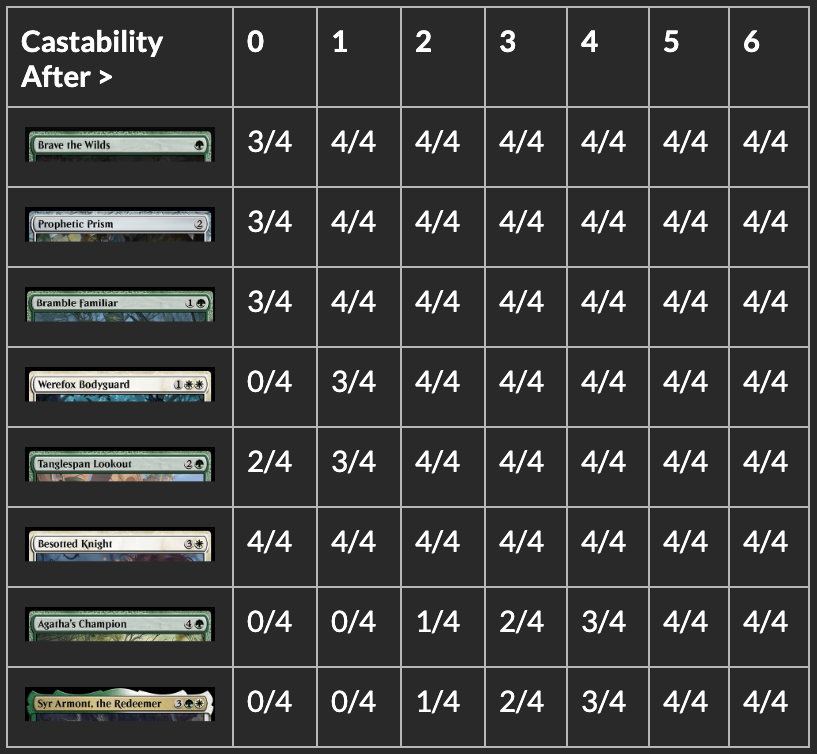 Castability After > 0 1 2 3 4 5 6
Brave the Wilds 3/4 4/4 4/4 4/4 4/4 4/4 4/4
Prophetic Prism 2 3/4 4/4 4/4 4/4 4/4 4/4 4/4
Bramble Familiar 1 3/4 4/4 4/4 4/4 4/4 4/4 4/4
Werefox Bodyguard 1 0/4 3/4 4/4 4/4 4/4 4/4 4/4
Tanglespan Lookout 2 2/4 3/4 4/4 4/4 4/4 4/4 4/4
Besotted Knight 3 4/4 4/4 4/4 4/4 4/4 4/4 4/4
Agatha's Champion 4 0/4 0/4 1/4 2/4 3/4 4/4 4/4
Syr Armont, the Redeemer 3 0/4 0/4 1/4 2/4 3/4 4/4 4/4